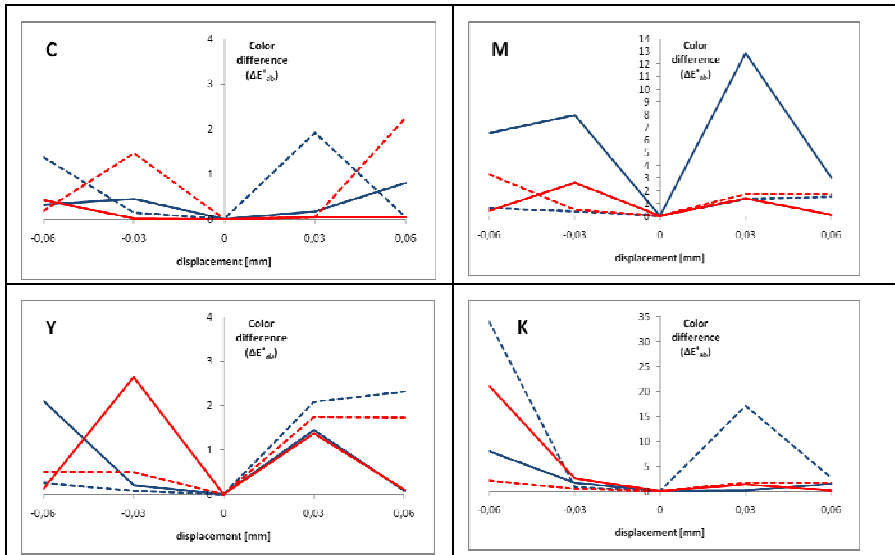 C
Color
difference
(ΔE*ab)
4
3
2
1
0
-0,06 -0,03 0 0,03 0,06
displacement [mm]
M
Color
difference
(ΔE*ab)
14
13
12
11
10
9
8
7
6
5
4
3
2
1
0
-0,06 -0,03 0 0,03 0,06
displacement [mm]
Y
Color
difference
(ΔE*ab)
4
3
2
1
0
-0,06 -0,03 0 0,03 0,06
displacement [mm]
K
Color
difference
(ΔE*ab)
35
30
25
20
15
10
5
0
-0,06 -0,03 0 0,03 0,06
displacement [mm]